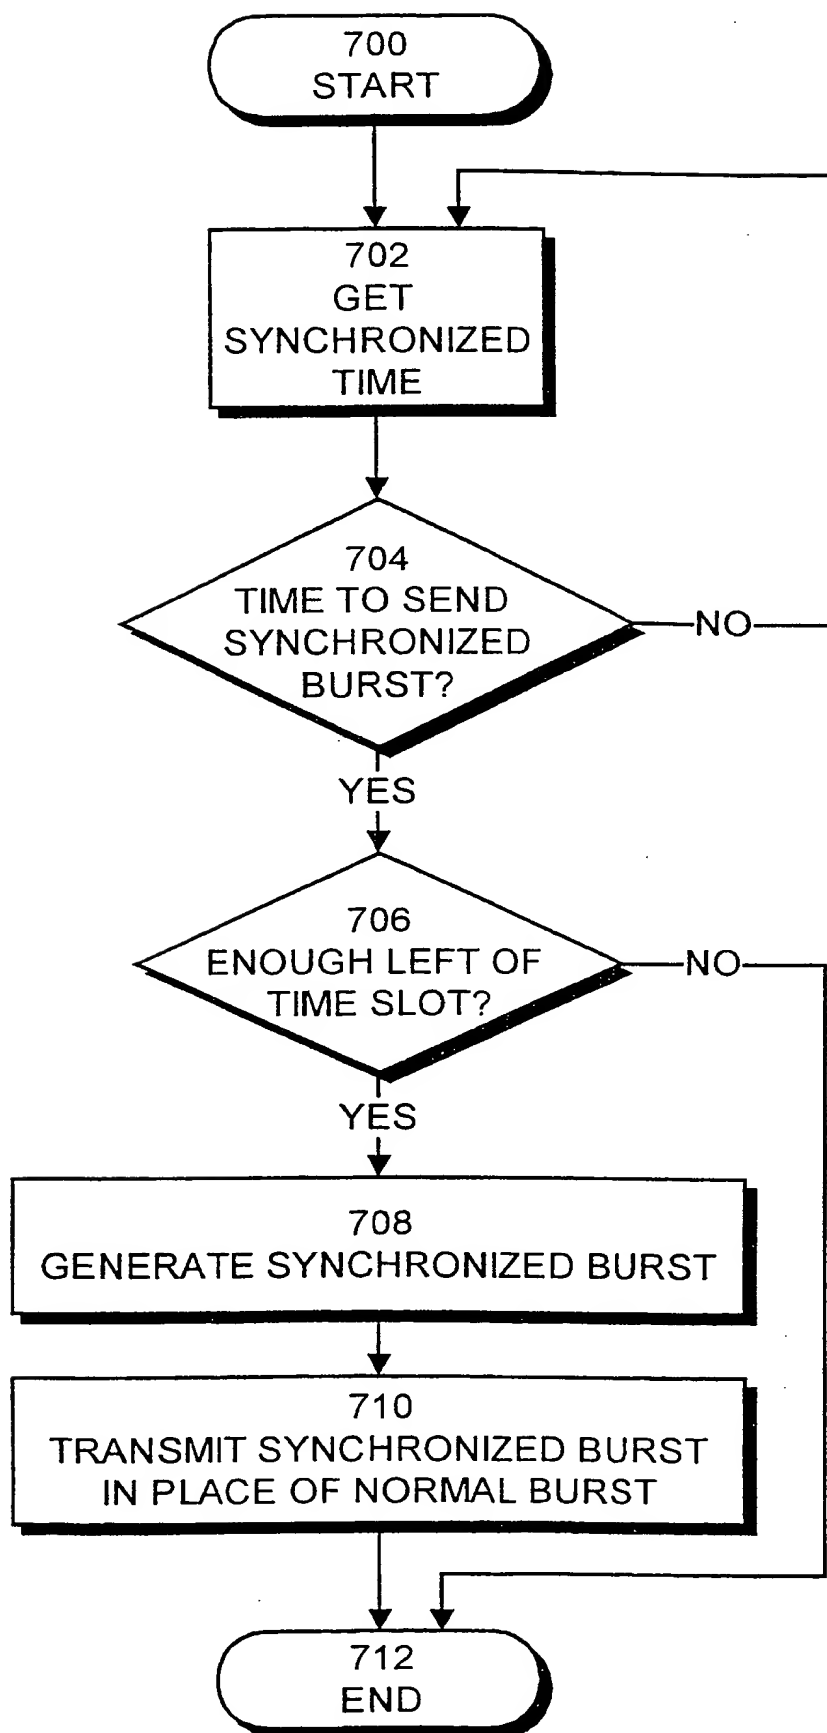 700
START
702
GET
SYNCHRONIZED
TIME
704
TIME TO SEND
SYNCHRONIZED
BURST?
NO
YES
706
ENOUGH LEFT OF
TIME SLOT?
NO
YES
708
GENERATE SYNCHRONIZED BURST
710
TRANSMIT SYNCHRONIZED BURST
IN PLACE OF NORMAL BURST
712
END